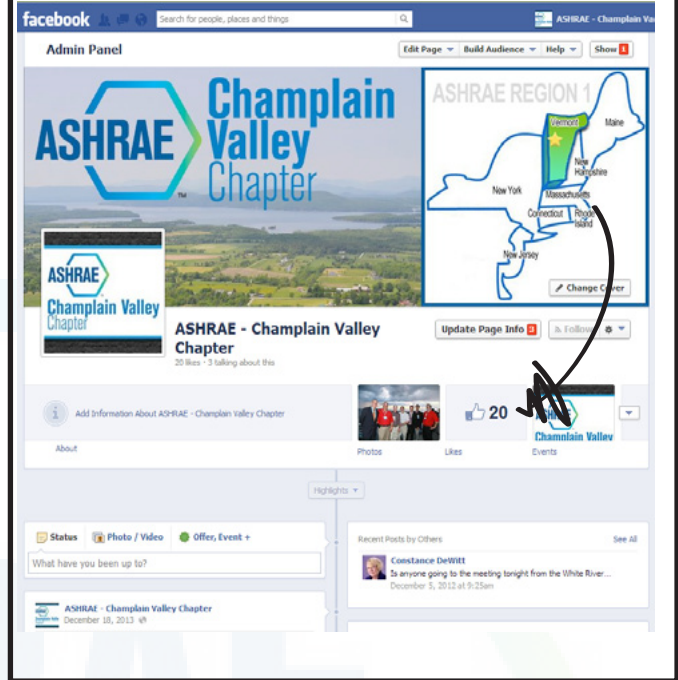 facebook
Search for people, places and things
ASHRAE - Champlain Va
Admin Panel
Edit Page
Build Audience
Help
Show 1
ASHRAE
Champlain
Valley
Chapter
TM
ASHRAE REGION 1
Vermont
Maine
New
Hampshire
New York
Massachusetts
Connecticut
Rhode
Island
New Jersey
Change Cover
ASHRAE
Champlain Valley
Chapter
ASHRAE - Champlain Valley
Chapter
20 likes · 3 talking about this
Update Page Info 3
Follow
Add Information About ASHRAE - Champlain Valley Chapter
20
Champlain Valley
About
Photos
Likes
Events
Highlights
Status
Photo / Video
Offer, Event +
What have you been up to?
Recent Posts by Others
See All
Constance DeWitt
Is anyone going to the meeting tonight from the White River...
December 5, 2012 at 9:25am
ASHRAE - Champlain Valley Chapter
December 18, 2013